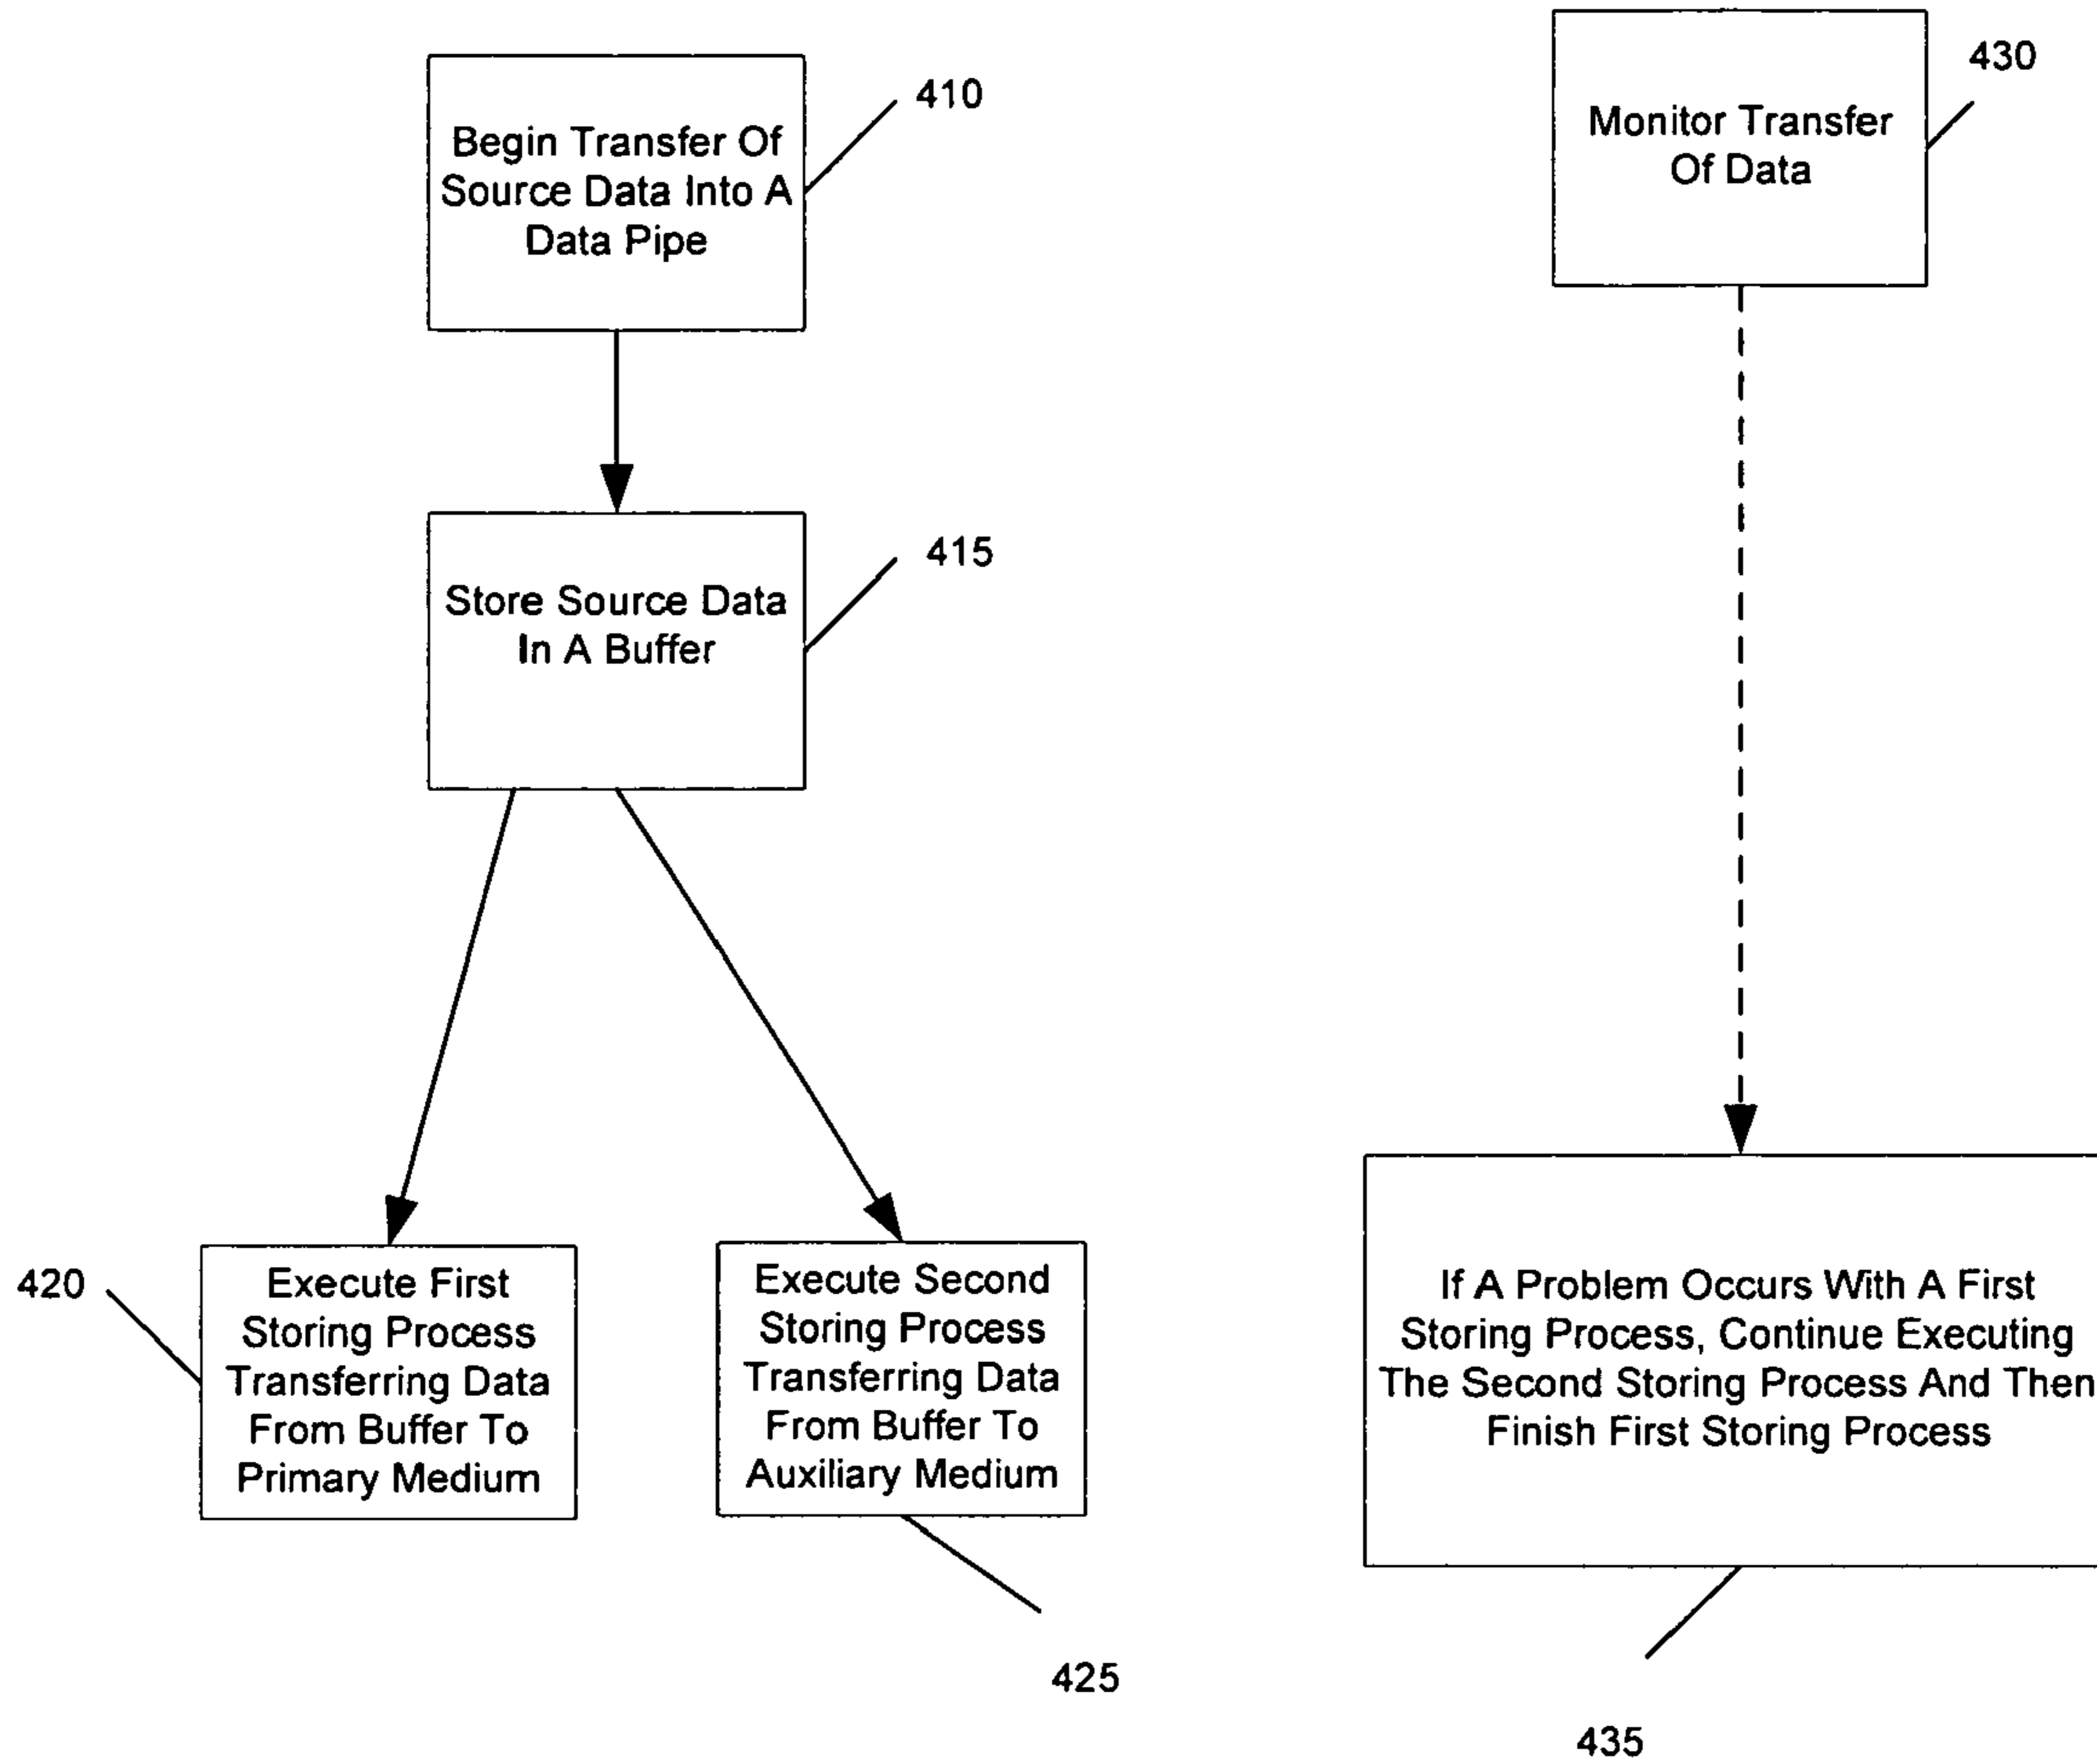 410
Begin Transfer Of
Source Data Into A
Data Pipe
415
Store Source Data
In A Buffer
420
Execute First
Storing Process
Transferring Data
From Buffer To
Primary Medium
Execute Second
Storing Process
Transferring Data
From Buffer To
Auxiliary Medium
425
430
Monitor Transfer
Of Data
If A Problem Occurs With A First
Storing Process, Continue Executing
The Second Storing Process And Then
Finish First Storing Process
435